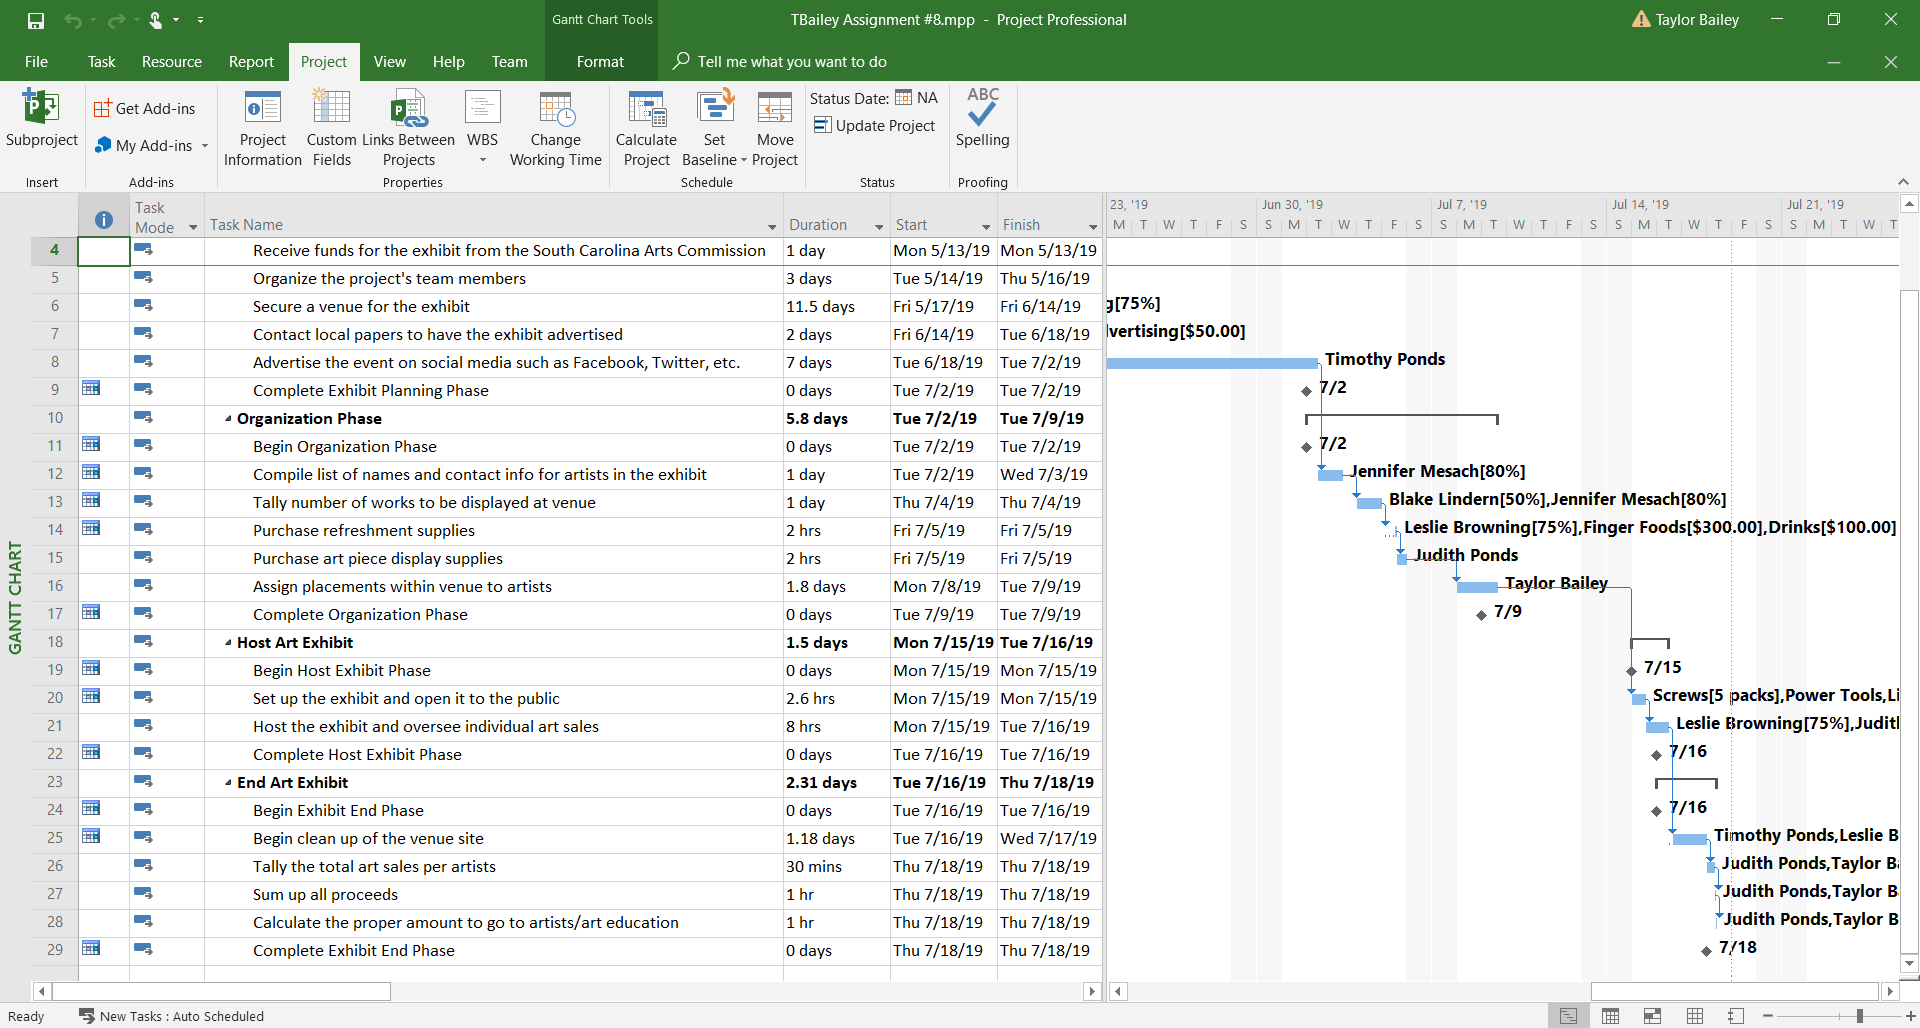 Gantt Chart Tools
TBailey Assignment #8.mpp - Project Professional
Taylor Bailey
File Task Resource Report Project View Help Team Format Tell me what you want to do
Subproject
Insert
Get Add-ins
My Add-ins
Add-ins
Project Information
Custom Fields
Links Between Projects
WBS
Change Working Time
Properties
Calculate Project
Set Baseline
Move Project
Schedule
Status Date: NA
Update Project
Status
ABC
Spelling
Proofing
GANTT CHART
Task Mode Task Name Duration Start Finish
4 Receive funds for the exhibit from the South Carolina Arts Commission 1 day Mon 5/13/19 Mon 5/13/19
5 Organize the project's team members 3 days Tue 5/14/19 Thu 5/16/19
6 Secure a venue for the exhibit 11.5 days Fri 5/17/19 Fri 6/14/19
7 Contact local papers to have the exhibit advertised 2 days Fri 6/14/19 Tue 6/18/19
8 Advertise the event on social media such as Facebook, Twitter, etc. 7 days Tue 6/18/19 Tue 7/2/19
9 Complete Exhibit Planning Phase 0 days Tue 7/2/19 Tue 7/2/19
10 Organization Phase 5.8 days Tue 7/2/19 Tue 7/9/19
11 Begin Organization Phase 0 days Tue 7/2/19 Tue 7/2/19
12 Compile list of names and contact info for artists in the exhibit 1 day Tue 7/2/19 Wed 7/3/19
13 Tally number of works to be displayed at venue 1 day Thu 7/4/19 Thu 7/4/19
14 Purchase refreshment supplies 2 hrs Fri 7/5/19 Fri 7/5/19
15 Purchase art piece display supplies 2 hrs Fri 7/5/19 Fri 7/5/19
16 Assign placements within venue to artists 1.8 days Mon 7/8/19 Tue 7/9/19
17 Complete Organization Phase 0 days Tue 7/9/19 Tue 7/9/19
18 Host Art Exhibit 1.5 days Mon 7/15/19 Tue 7/16/19
19 Begin Host Exhibit Phase 0 days Mon 7/15/19 Mon 7/15/19
20 Set up the exhibit and open it to the public 2.6 hrs Mon 7/15/19 Mon 7/15/19
21 Host the exhibit and oversee individual art sales 8 hrs Mon 7/15/19 Tue 7/16/19
22 Complete Host Exhibit Phase 0 days Tue 7/16/19 Tue 7/16/19
23 End Art Exhibit 2.31 days Tue 7/16/19 Thu 7/18/19
24 Begin Exhibit End Phase 0 days Tue 7/16/19 Tue 7/16/19
25 Begin clean up of the venue site 1.18 days Tue 7/16/19 Wed 7/17/19
26 Tally the total art sales per artists 30 mins Thu 7/18/19 Thu 7/18/19
27 Sum up all proceeds 1 hr Thu 7/18/19 Thu 7/18/19
28 Calculate the proper amount to go to artists/art education 1 hr Thu 7/18/19 Thu 7/18/19
29 Complete Exhibit End Phase 0 days Thu 7/18/19 Thu 7/18/19
23, '19 Jun 30, '19 Jul 7, '19 Jul 14, '19 Jul 21, '19
M T W T F S S M T W T F S S M T W T F S S M T W T F S S M T W T
g[75%]
vertising[$50.00]
Timothy Ponds
7/2
7/2
Jennifer Mesach[80%]
Blake Lindern[50%],Jennifer Mesach[80%]
Leslie Browning[75%],Finger Foods[$300.00],Drinks[$100.00]
Judith Ponds
Taylor Bailey
7/9
7/15
Screws[5 packs],Power Tools,Li
Leslie Browning[75%],Judith
7/16
7/16
Timothy Ponds,Leslie B
Judith Ponds,Taylor Ba
Judith Ponds,Taylor B
Judith Ponds,Taylor B
7/18
Ready New Tasks : Auto Scheduled